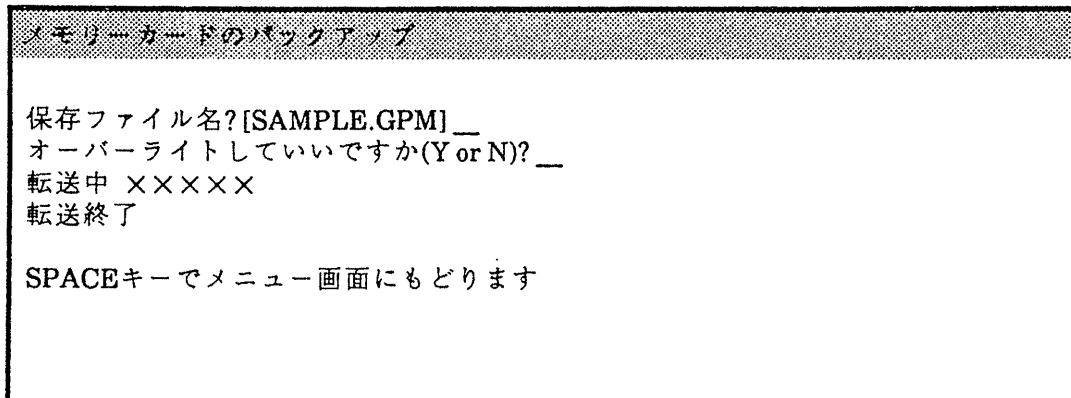 メモリーカードのバックアップ
保存ファイル名?[SAMPLE.GPM]__
オーバーライトしていいですか(Y or N)?__
転送中 ×××××
転送終了
SPACEキーでメニュー画面にもどります